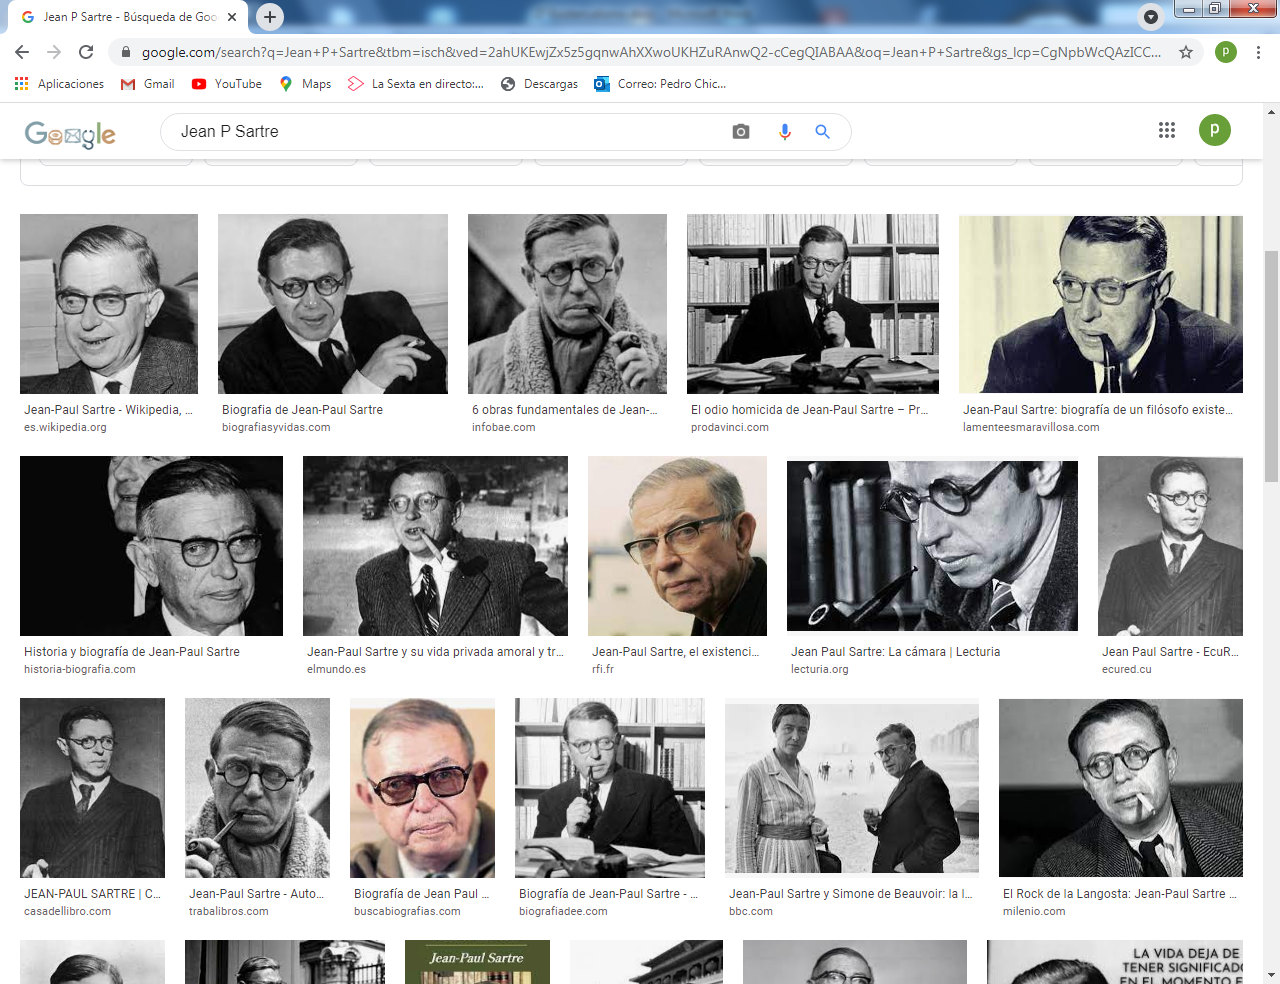 Jean P Sartre - Búsqueda de Goo
google.com/search?q=Jean+P+Sartre&tbm=isch&ved=2ahUKEwjZx5z5gqnwAhXXwoUKHZuRAnwQ2-cCegQIABAA&oq=Jean+P+Sartre&gs_lcp=CgNpbWcQAzICC...
p
Aplicaciones
Gmail
YouTube
Maps
La Sexta en directo:...
Descargas
Correo: Pedro Chic...
Google
Jean P Sartre
p
Jean-Paul Sartre - Wikipedia, ...
es.wikipedia.org
Biografia de Jean-Paul Sartre
biografiasyvidas.com
6 obras fundamentales de Jean-...
infobae.com
El odio homicida de Jean-Paul Sartre – Pr...
prodavinci.com
Jean-Paul Sartre: biografía de un filósofo existe...
lamenteesmaravillosa.com
Historia y biografía de Jean-Paul Sartre
historia-biografia.com
Jean-Paul Sartre y su vida privada amoral y tr...
elmundo.es
Jean-Paul Sartre, el existenci...
rfi.fr
Jean Paul Sartre: La cámara | Lecturia
lecturia.org
Jean Paul Sartre - EcuR...
ecured.cu
JEAN-PAUL SARTRE | C...
casadellibro.com
Jean-Paul Sartre - Auto...
trabalibros.com
Biografía de Jean Paul ...
buscabiografias.com
Biografía de Jean-Paul Sartre - ...
biografiadee.com
Jean-Paul Sartre y Simone de Beauvoir: la l...
bbc.com
El Rock de la Langosta: Jean-Paul Sartre ...
milenio.com
Jean-Paul Sartre
LA VIDA DEJA DE
TENER SIGNIFICADO
EN EL MOMENTO E